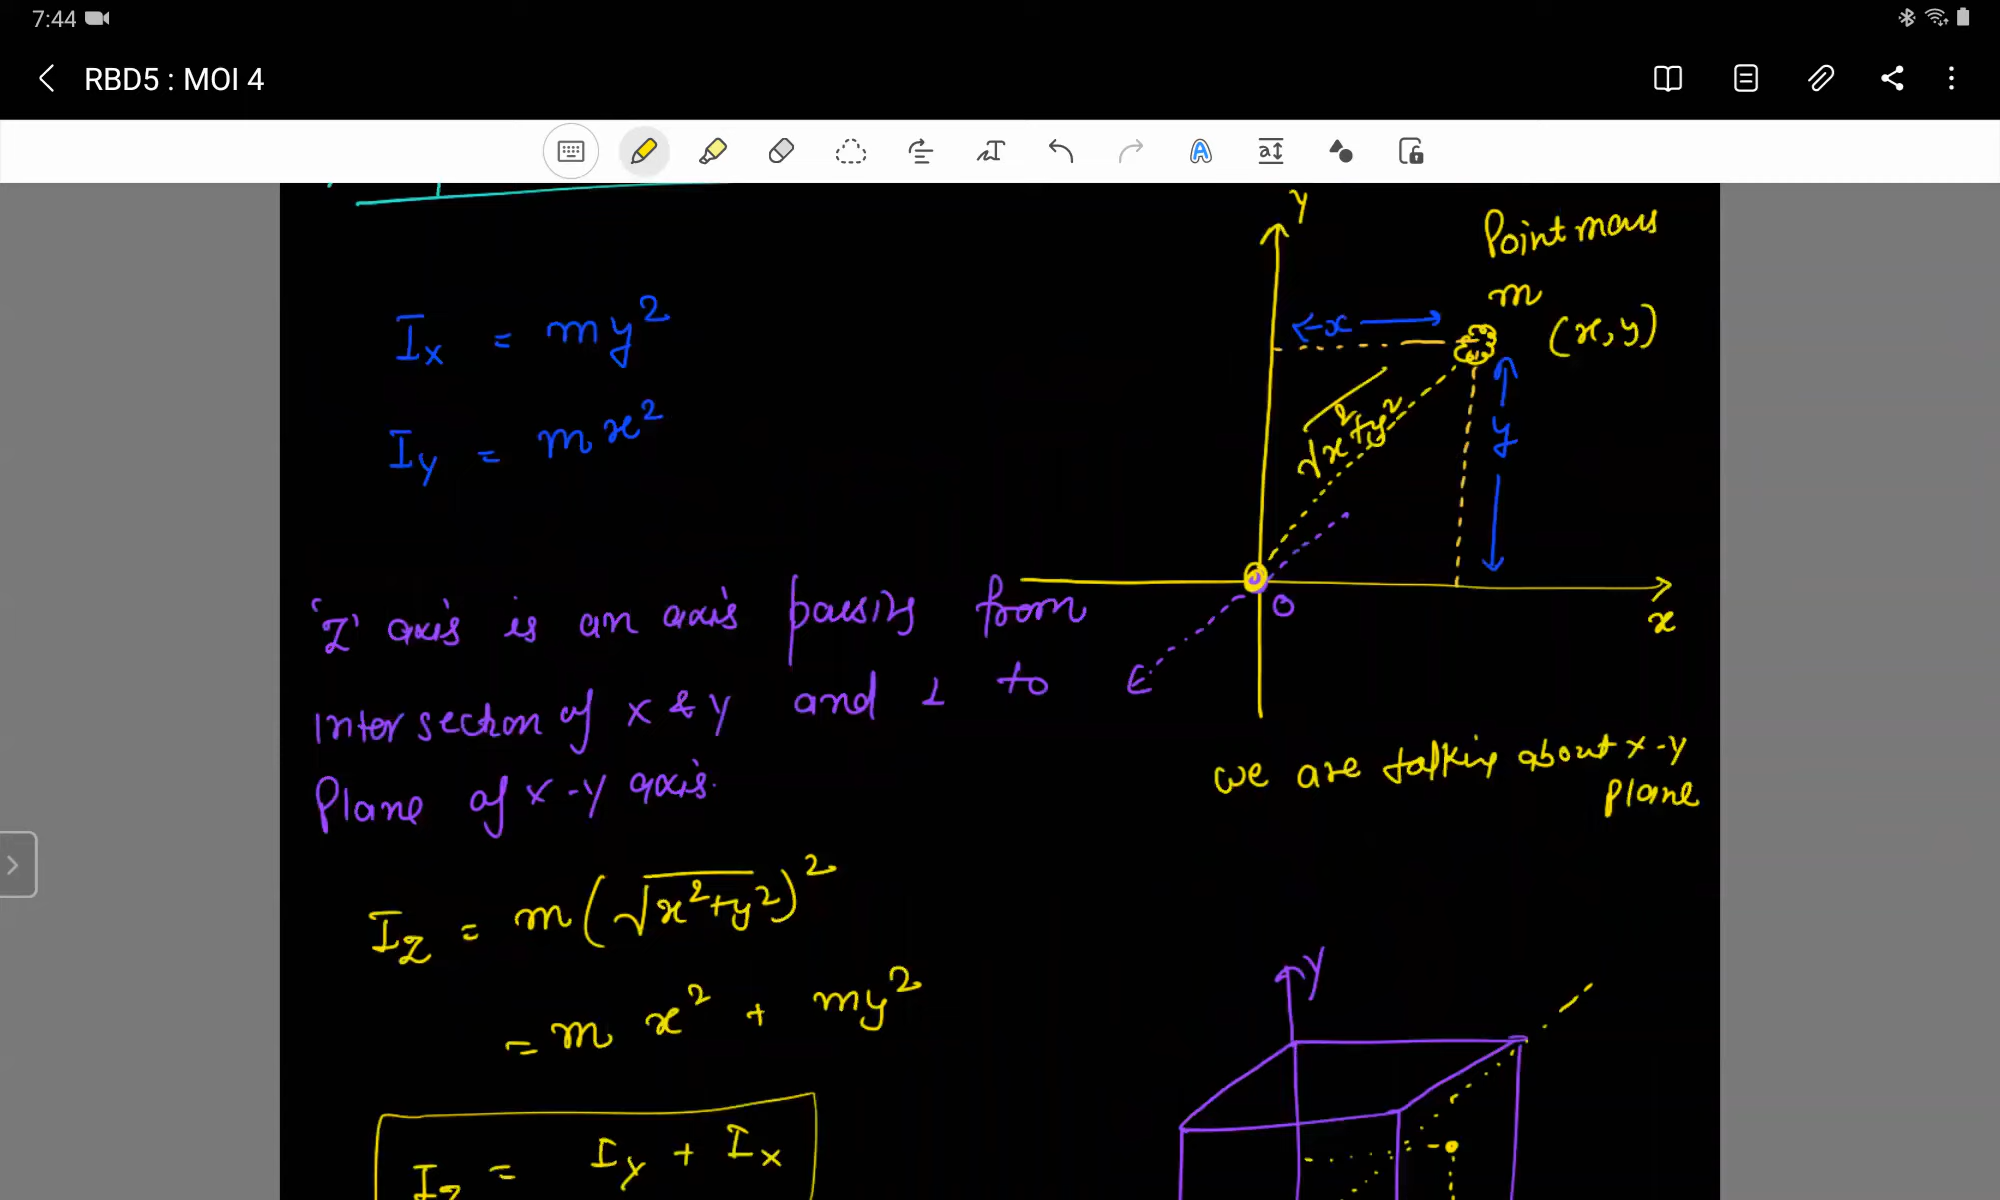 7:44
RBD5 : MOI 4
Y
Point mass
m
(x, y)
x
Ix = my²
√x²+y²
y
Iy = mx²
O
x
'Z' axis is an axis passing from
intersection of x & y and ⊥ to
Plane of x-y axis.
we are talking about x-y
plane
Iz = m(√x²+y²)²
= m x² + my²
Y
Iz = Iy + Ix